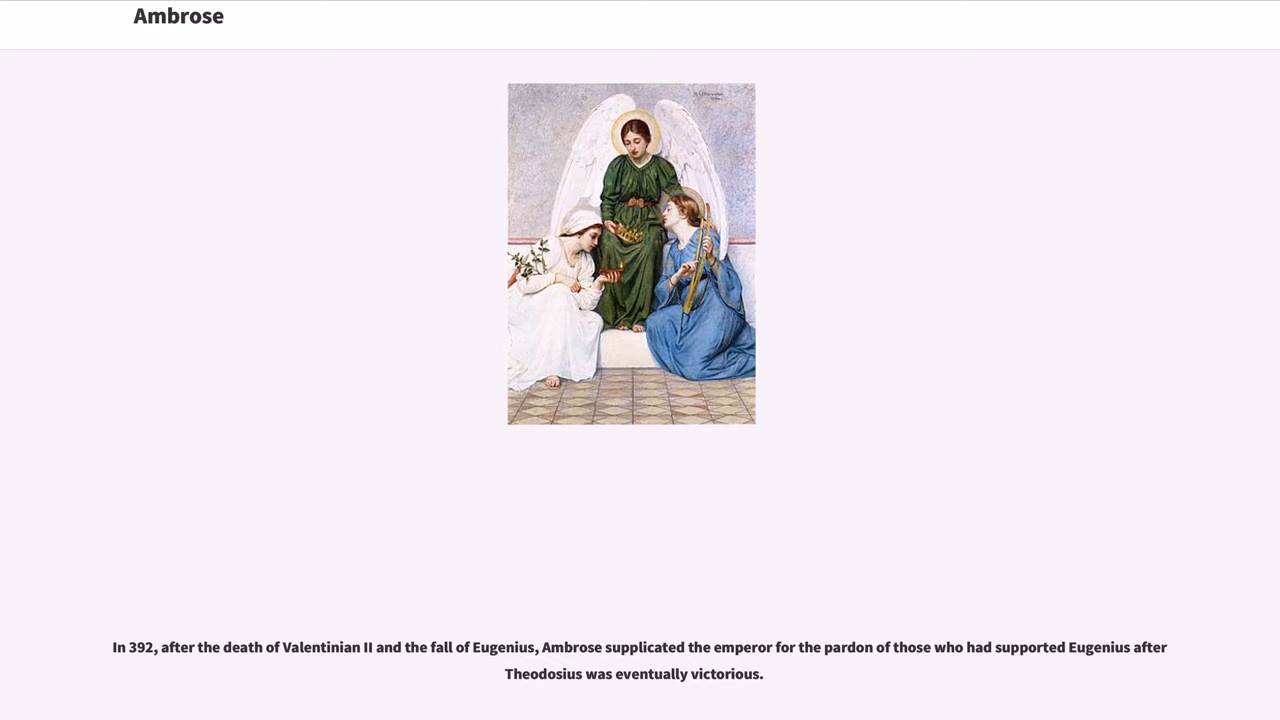 Ambrose
In 392, after the death of Valentinian II and the fall of Eugenius, Ambrose supplicated the emperor for the pardon of those who had supported Eugenius after
Theodosius was eventually victorious.